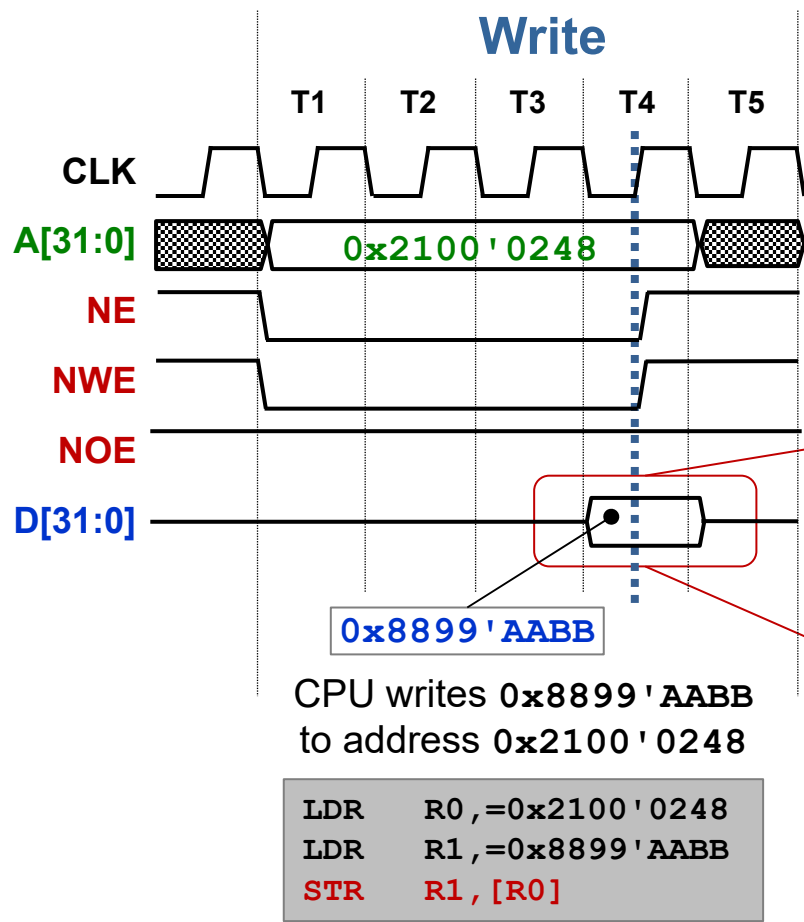 Write
T1 T2 T3 T4 T5
CLK
A[31:0] 0x2100'0248
NE
NWE
NOE
D[31:0]
0x8899'AABB
CPU writes 0x8899'AABB
to address 0x2100'0248
LDR R0,=0x2100'0248
LDR R1,=0x8899'AABB
STR R1,[R0]